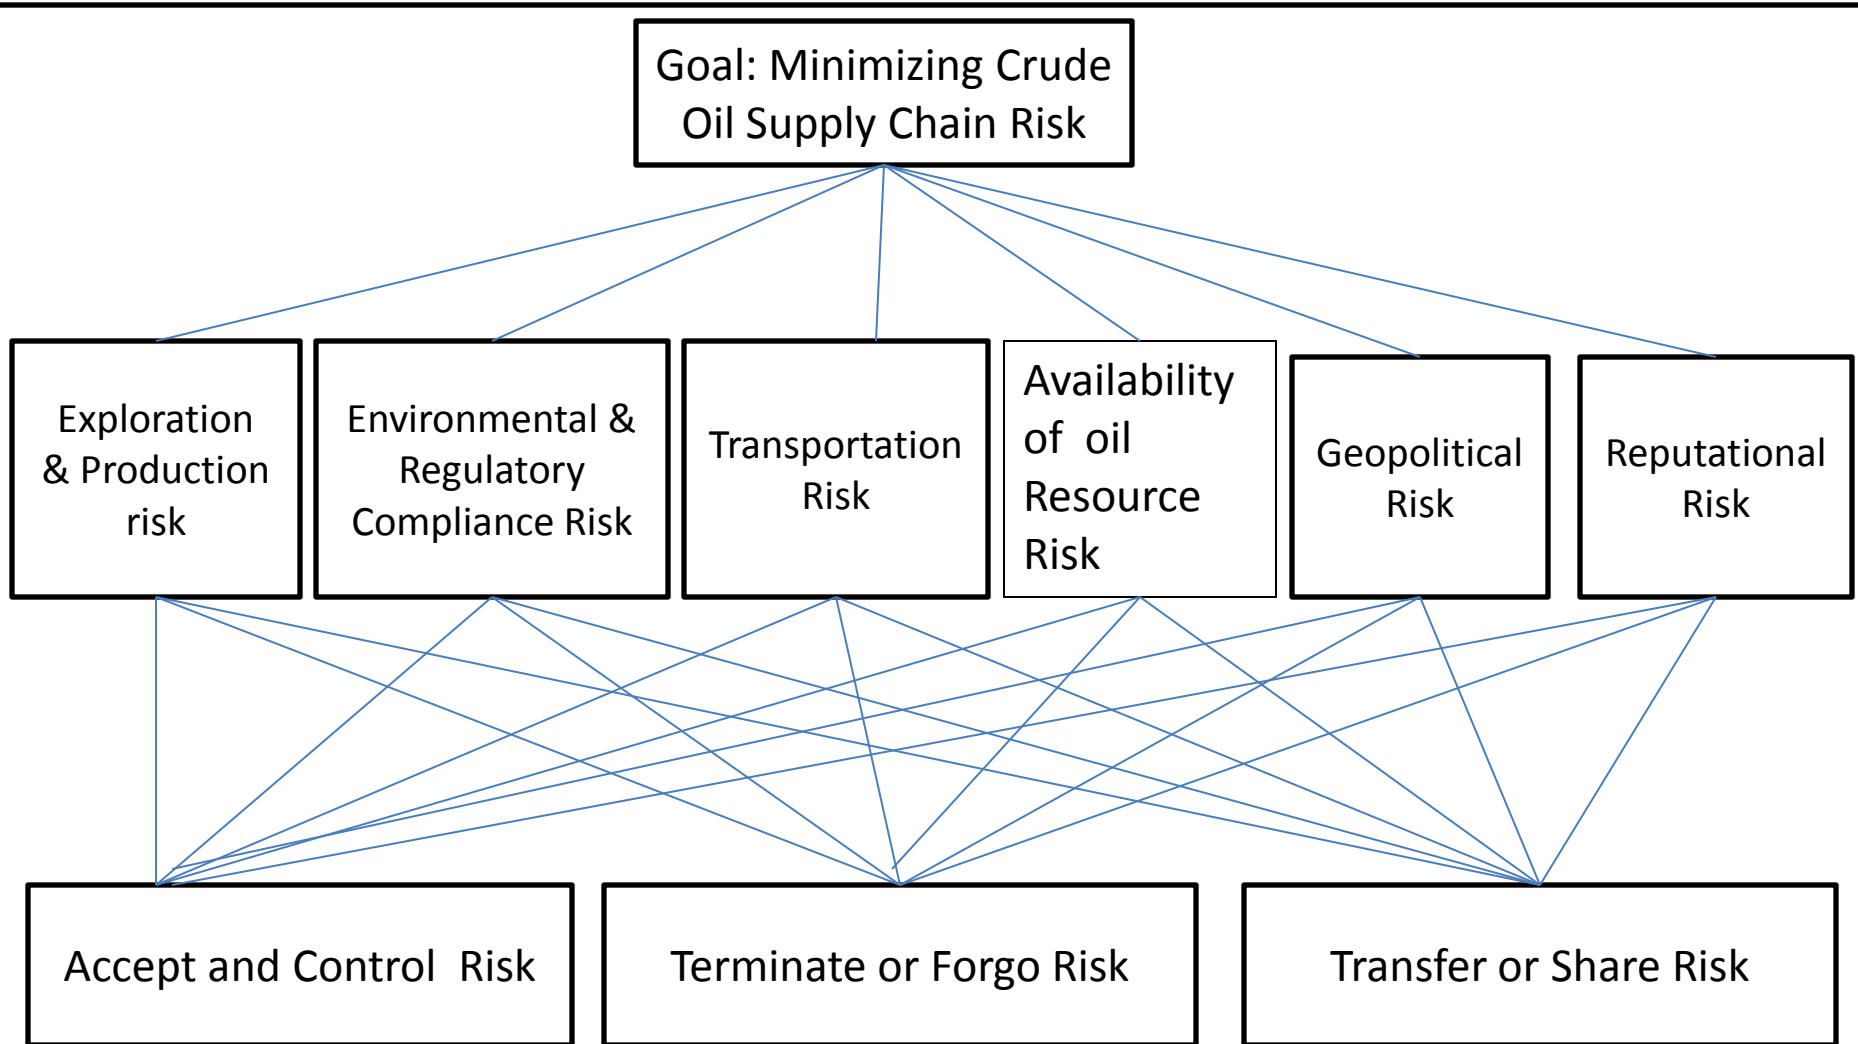 Goal: Minimizing Crude
Oil Supply Chain Risk
Exploration
& Production
risk
Environmental &
Regulatory
Compliance Risk
Transportation
Risk
Availability
of oil
Resource
Risk
Geopolitical
Risk
Reputational
Risk
Accept and Control Risk
Terminate or Forgo Risk
Transfer or Share Risk